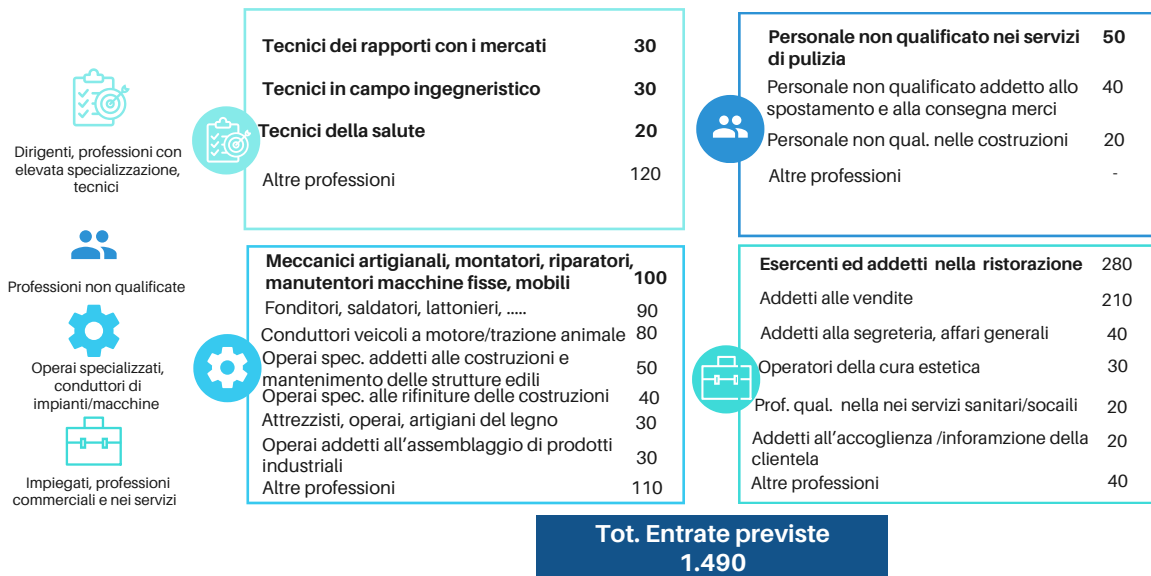 Dirigenti, professioni con
elevata specializzazione,
tecnici
Professioni non qualificate
Operai specializzati,
conduttori di
impianti/macchine
Impiegati, professioni
commerciali e nei servizi
Tecnici dei rapporti con i mercati 30
Tecnici in campo ingegneristico 30
Tecnici della salute 20
Altre professioni 120
Personale non qualificato nei servizi 50
di pulizia
Personale non qualificato addetto allo 40
spostamento e alla consegna merci
Personale non qual. nelle costruzioni 20
Altre professioni -
Meccanici artigianali, montatori, riparatori,
manutentori macchine fisse, mobili 100
Fonditori, saldatori, lattonieri, ..... 90
Conduttori veicoli a motore/trazione animale 80
Operai spec. addetti alle costruzioni e
mantenimento delle strutture edili 50
Operai spec. alle rifiniture delle costruzioni 40
Attrezzisti, operai, artigiani del legno 30
Operai addetti all'assemblaggio di prodotti
industriali 30
Altre professioni 110
Esercenti ed addetti nella ristorazione 280
Addetti alle vendite 210
Addetti alla segreteria, affari generali 40
Operatori della cura estetica 30
Prof. qual. nella nei servizi sanitari/socaili 20
Addetti all'accoglienza /inforamzione della 20
clientela
Altre professioni 40
Tot. Entrate previste
1.490